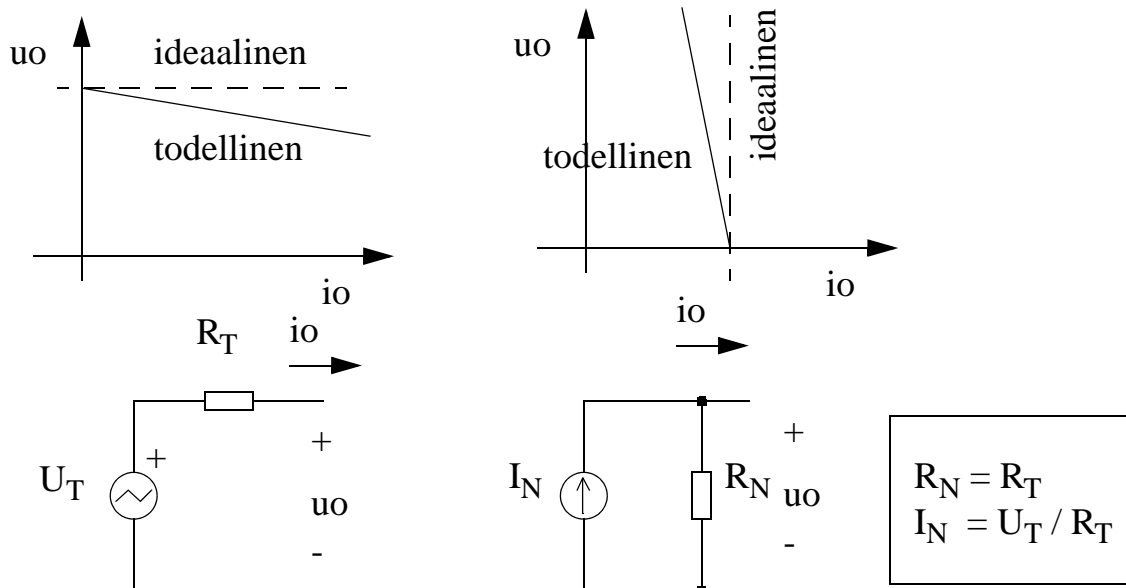 uo
ideaalinen
todellinen
io
uo
ideaalinen
todellinen
io
R_T
io
+
U_T
+
uo
-
io
I_N
R_N
+
uo
-
R_N = R_T
I_N = U_T / R_T